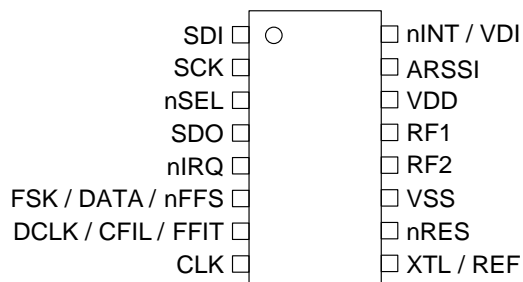 SDI
SCK
nSEL
SDO
nIRQ
FSK / DATA / nFFS
DCLK / CFIL / FFIT
CLK
nINT / VDI
ARSSI
VDD
RF1
RF2
VSS
nRES
XTL / REF